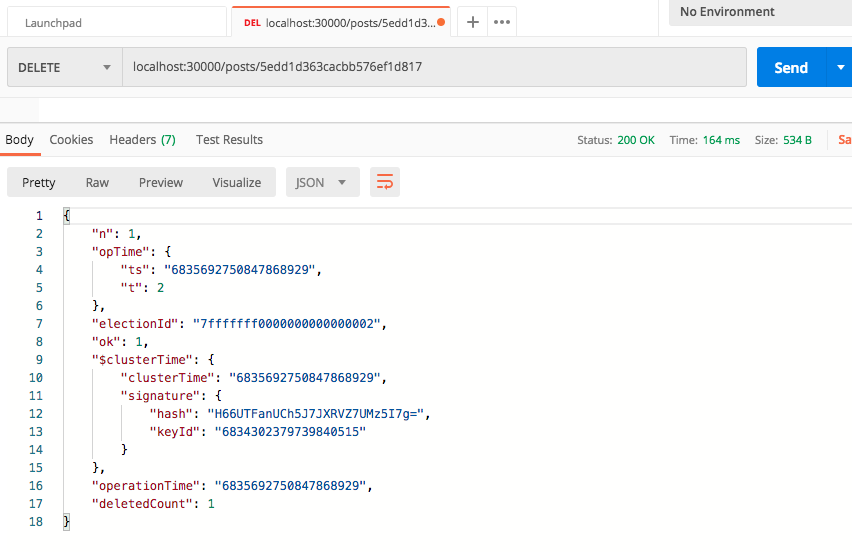 Launchpad
DEL localhost:30000/posts/5edd1d3...
No Environment
DELETE localhost:30000/posts/5edd1d363cacbb576ef1d817 Send
Body Cookies Headers (7) Test Results Status: 200 OK Time: 164 ms Size: 534 B Sa
Pretty Raw Preview Visualize JSON
1 {
2 "n": 1,
3 "opTime": {
4 "ts": "6835692750847868929",
5 "t": 2
6 },
7 "electionId": "7fffffff0000000000000002",
8 "ok": 1,
9 "$clusterTime": {
10 "clusterTime": "6835692750847868929",
11 "signature": {
12 "hash": "H66UTFanUCh5J7JXRVZ7UMz5I7g=",
13 "keyId": "6834302379739840515"
14 }
15 },
16 "operationTime": "6835692750847868929",
17 "deletedCount": 1
18 }